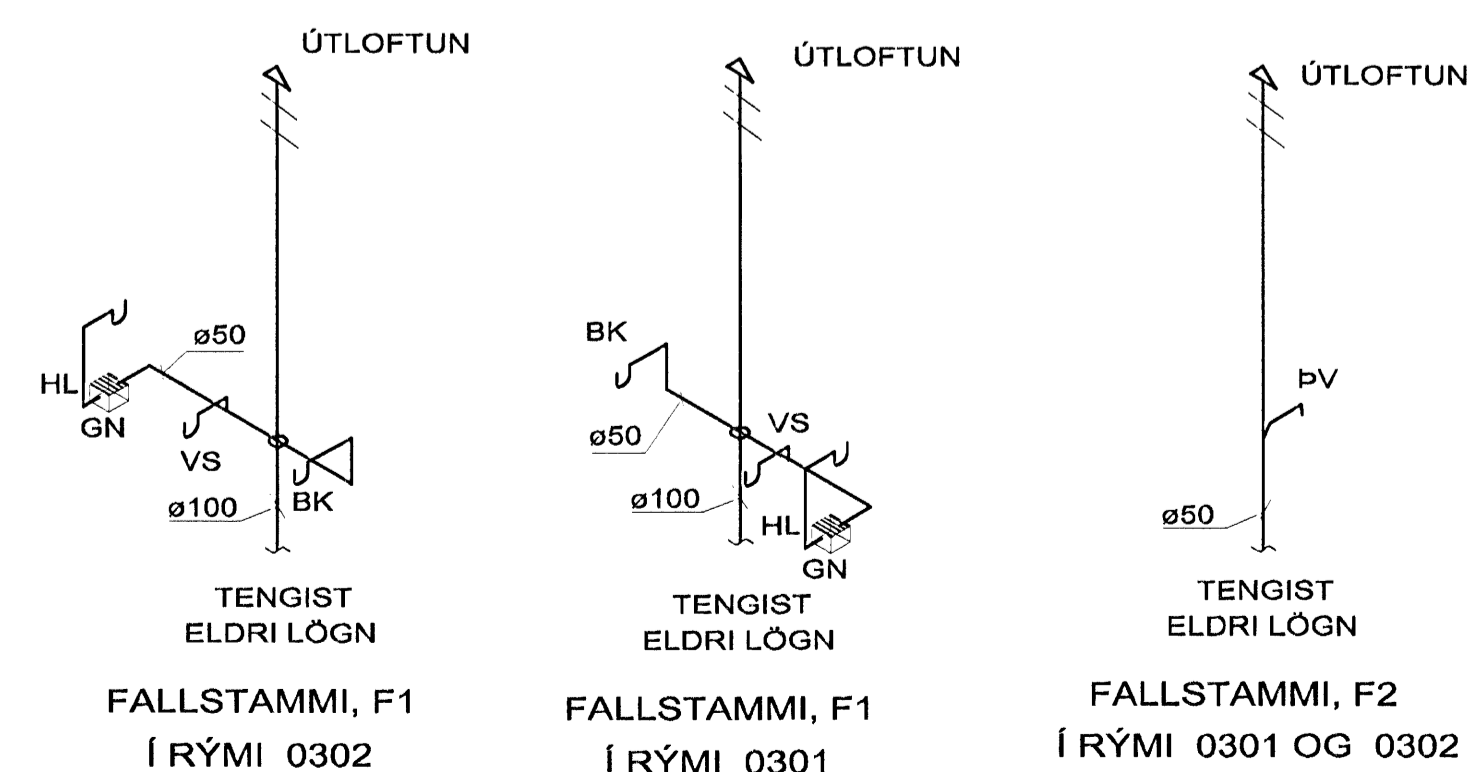 ÚTLOFTUN
ø50
HL
GN
VS
BK
ø100
TENGIST
ELDRI LÖGN
FALLSTAMMI, F1
Í RÝMI 0302
ÚTLOFTUN
BK
ø50
VS
ø100
HL
GN
TENGIST
ELDRI LÖGN
FALLSTAMMI, F1
Í RÝMI 0301
ÚTLOFTUN
ÞV
ø50
TENGIST
ELDRI LÖGN
FALLSTAMMI, F2
Í RÝMI 0301 OG 0302